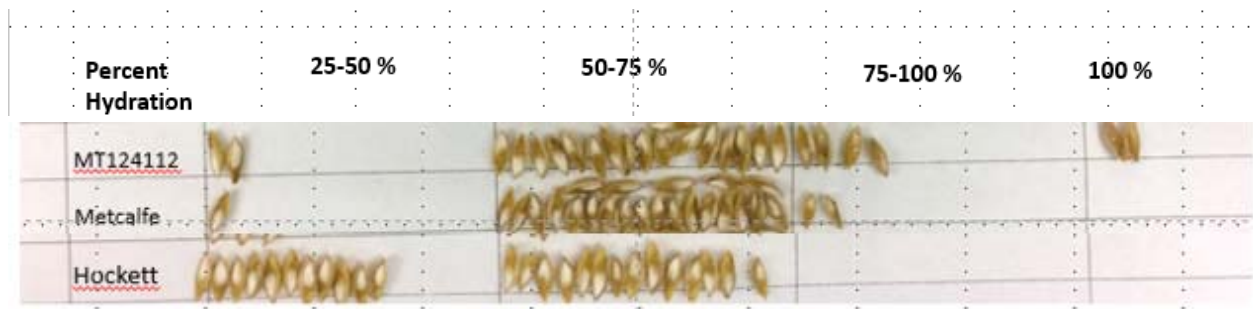 Percent 25-50 % 50-75 % 75-100 % 100 %
Hydration
MT124112
Metcalfe
Hockett